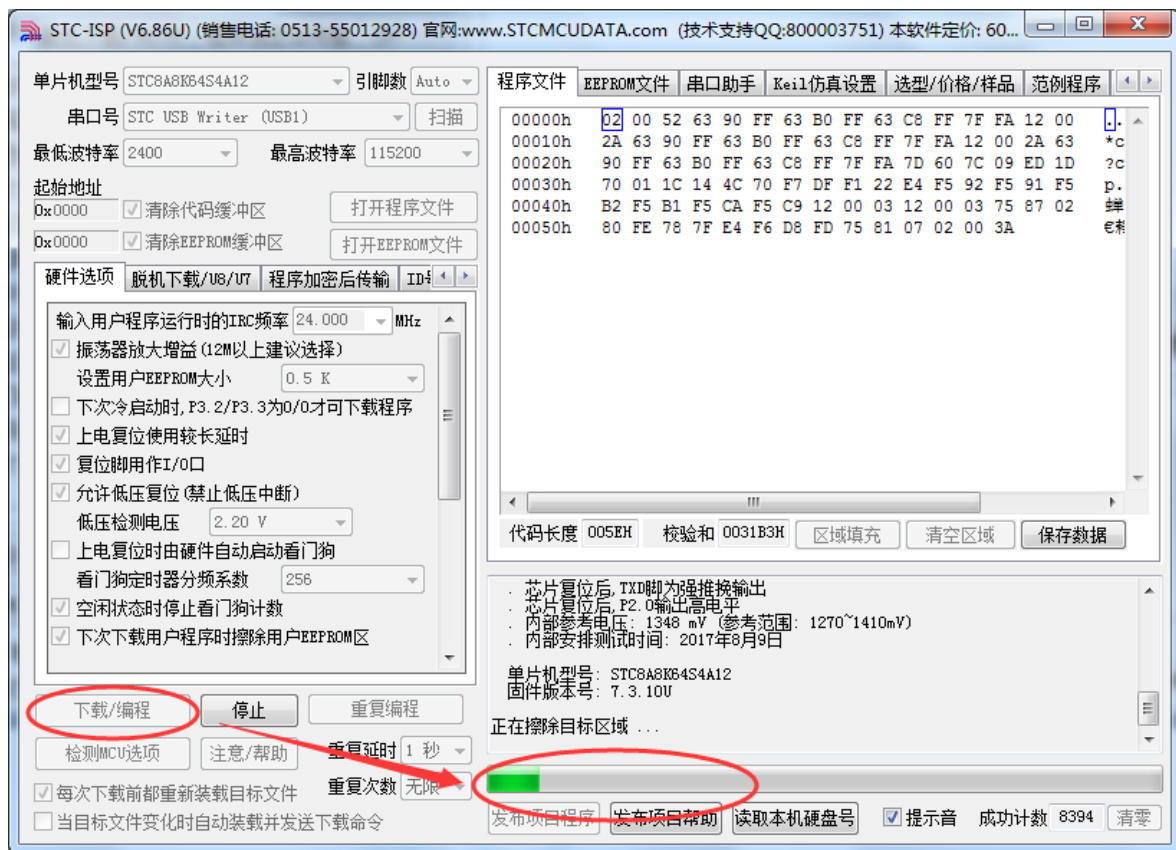 STC-ISP (V6.86U) (销售电话: 0513-55012928) 官网:www.STCMCUDATA.com (技术支持QQ:800003751) 本软件定价: 60...
单片机型号 STC8A8K64S4A12 引脚数 Auto
串口号 STC USB Writer (USB1) 扫描
最低波特率 2400 最高波特率 115200
起始地址
0x0000 清除代码缓冲区 打开程序文件
0x0000 清除EEPROM缓冲区 打开EEPROM文件
硬件选项 脱机下载/U8/U7 程序加密后传输
输入用户程序运行时的IRC频率 24.000 MHz
振荡器放大增益(12M以上建议选择)
设置用户EEPROM大小 0.5 K
下次冷启动时,P3.2/P3.3为0/0才可下载程序
上电复位使用较长延时
复位脚用作I/O口
允许低压复位(禁止低压中断)
低压检测电压 2.20 V
上电复位时由硬件自动启动看门狗
看门狗定时器分频系数 256
空闲状态时停止看门狗计数
下次下载用户程序时擦除用户EEPROM区
下载/编程 停止 重复编程
检测MCU选项 注意/帮助 重复延时 1 秒
每次下载前都重新装载目标文件 重复次数 无限
当目标文件变化时自动装载并发送下载命令
程序文件 EEPROM文件 串口助手 Keil仿真设置 选型/价格/样品 范例程序
00000h 02 00 52 63 90 FF 63 B0 FF 63 C8 FF 7F FA 12 00 ..
00010h 2A 63 90 FF 63 B0 FF 63 C8 FF 7F FA 12 00 2A 63 *c
00020h 90 FF 63 B0 FF 63 C8 FF 7F FA 7D 60 7C 09 ED 1D ?c
00030h 70 01 1C 14 4C 70 F7 DF F1 22 E4 F5 92 F5 91 F5 p.
00040h B2 F5 B1 F5 CA F5 C9 12 00 03 12 00 03 75 87 02
00050h 80 FE 78 7F E4 F6 D8 FD 75 81 07 02 00 3A
代码长度 005EH 校验和 0031B3H 区域填充 清空区域 保存数据
. 芯片复位后,TXD脚为强推挽输出
. 芯片复位后,P2.0输出高电平
. 内部参考电压: 1348 mV (参考范围: 1270~1410mV)
. 内部安排测试时间: 2017年8月9日
单片机型号: STC8A8K64S4A12
固件版本号: 7.3.10U
正在擦除目标区域 ...
发布项目程序 发布项目帮助 读取本机硬盘号 提示音 成功计数 8394 清零